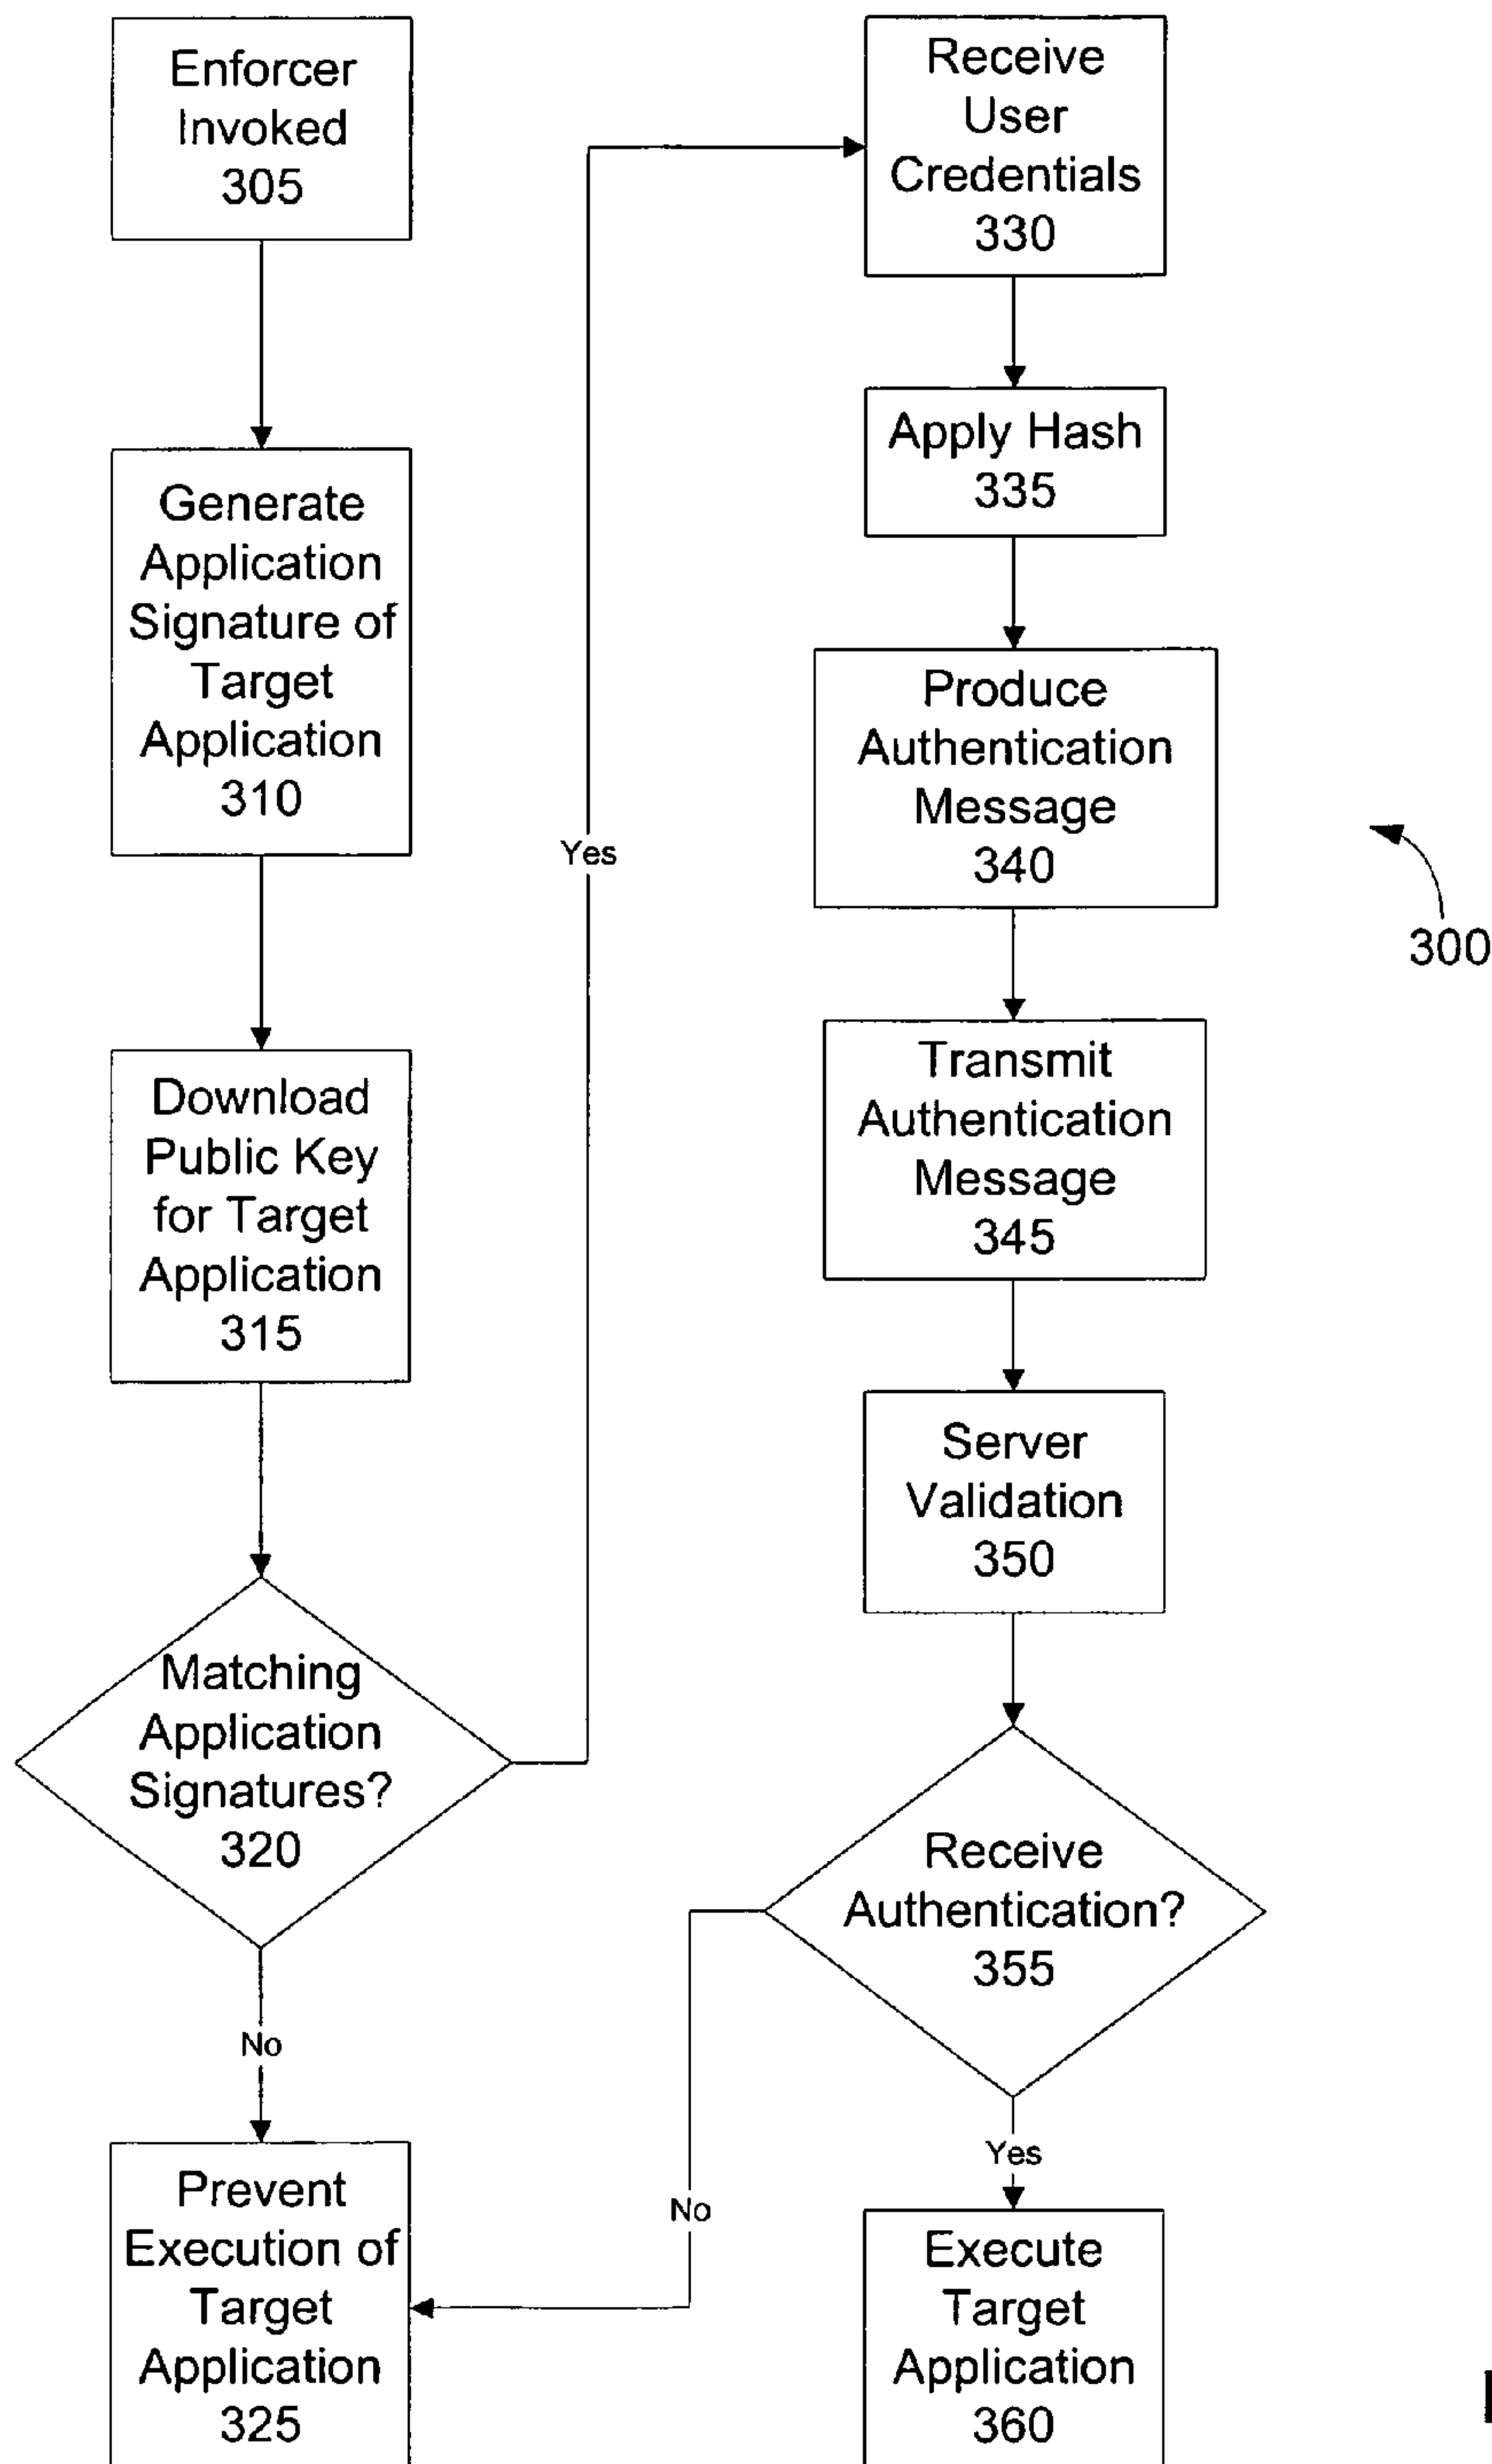 Enforcer
Invoked
305
Generate
Application
Signature of
Target
Application
310
Download
Public Key
for Target
Application
315
Matching
Application
Signatures?
320
No
Prevent
Execution of
Target
Application
325
Yes
Receive
User
Credentials
330
Apply Hash
335
Produce
Authentication
Message
340
Transmit
Authentication
Message
345
Server
Validation
350
Receive
Authentication?
355
No
Yes
Execute
Target
Application
360
300